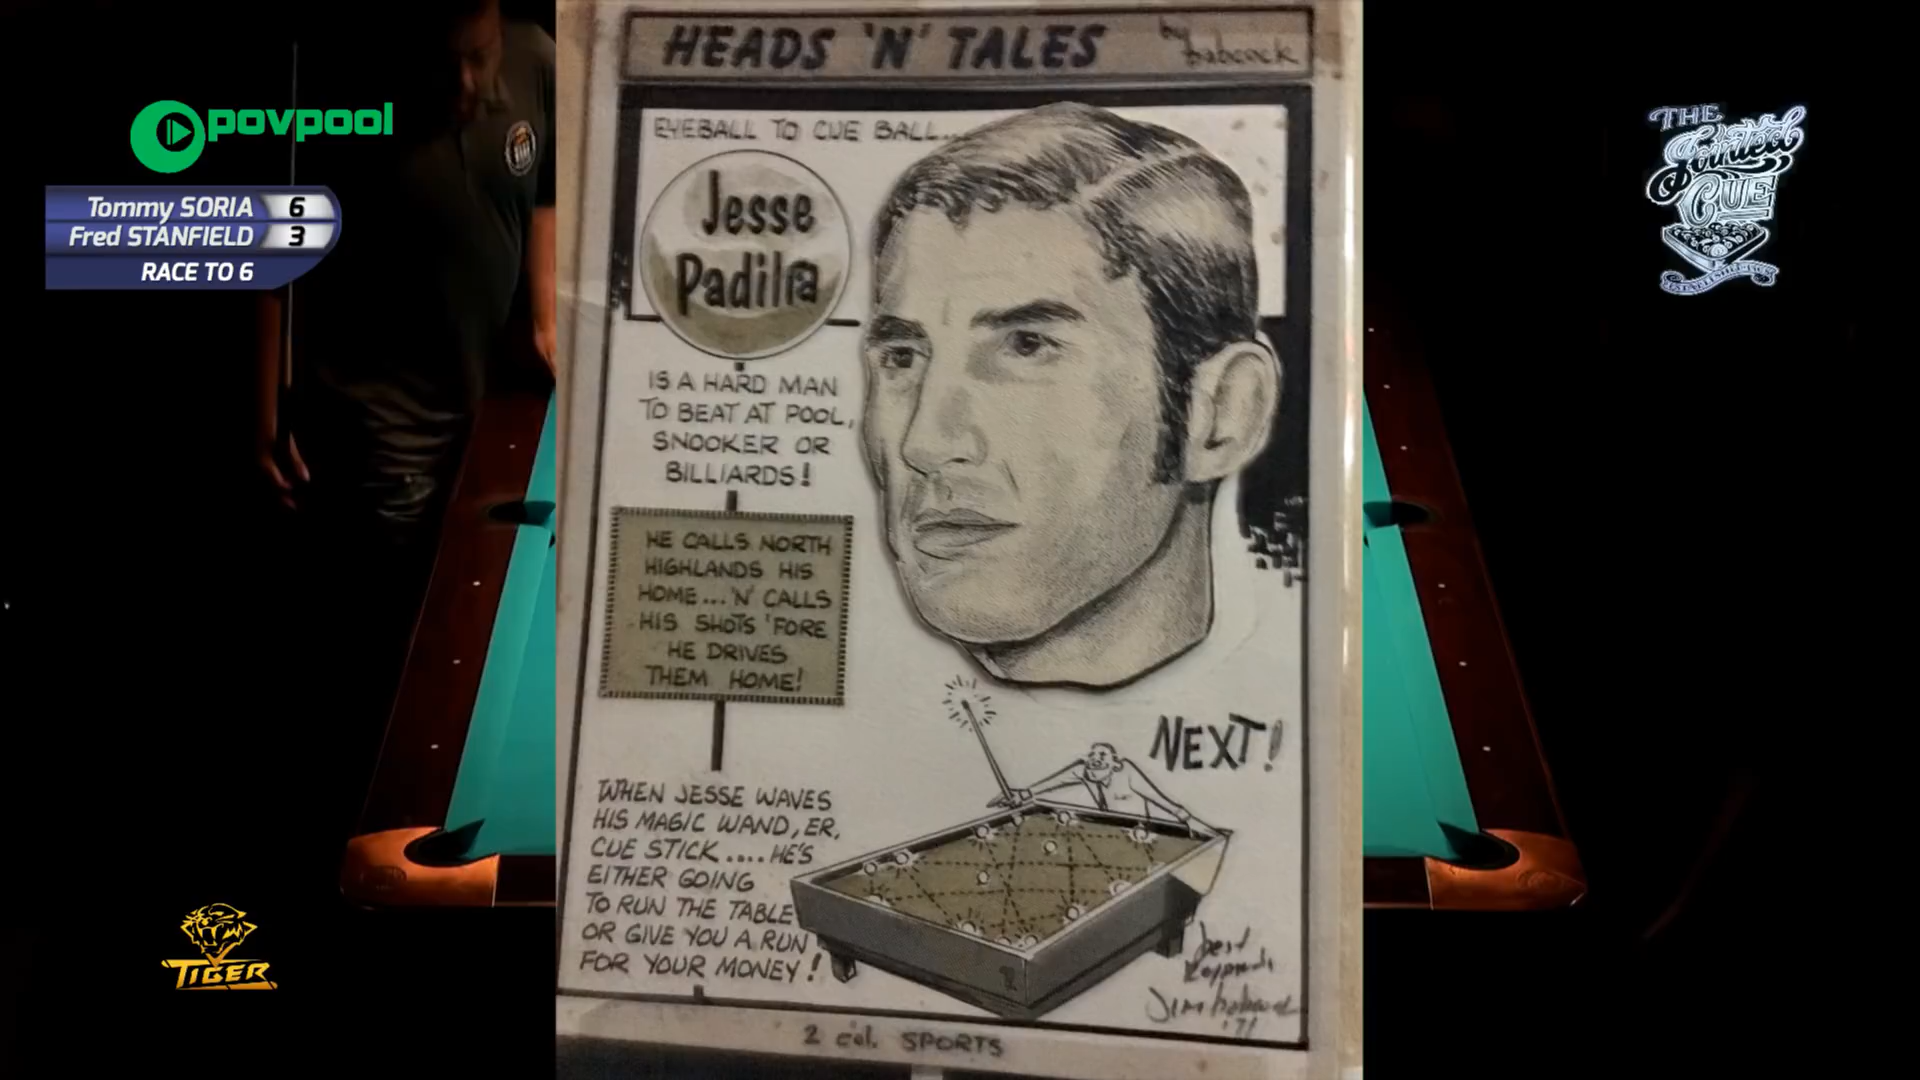 povpool
Tommy SORIA 6
Fred STANFIELD 3
RACE TO 6
THE
Jointed
CUE
TIGER
HEADS 'N' TALES
by Babcock
EYEBALL TO CUE BALL...
Jesse
Padilla
IS A HARD MAN
TO BEAT AT POOL,
SNOOKER OR
BILLIARDS!
HE CALLS NORTH
HIGHLANDS HIS
HOME...'N' CALLS
HIS SHOTS 'FORE
HE DRIVES
THEM HOME!
WHEN JESSE WAVES
HIS MAGIC WAND, ER,
CUE STICK....HE'S
EITHER GOING
TO RUN THE TABLE
OR GIVE YOU A RUN
FOR YOUR MONEY!
NEXT!
best
Jim Babcock
'71
2 col. SPORTS